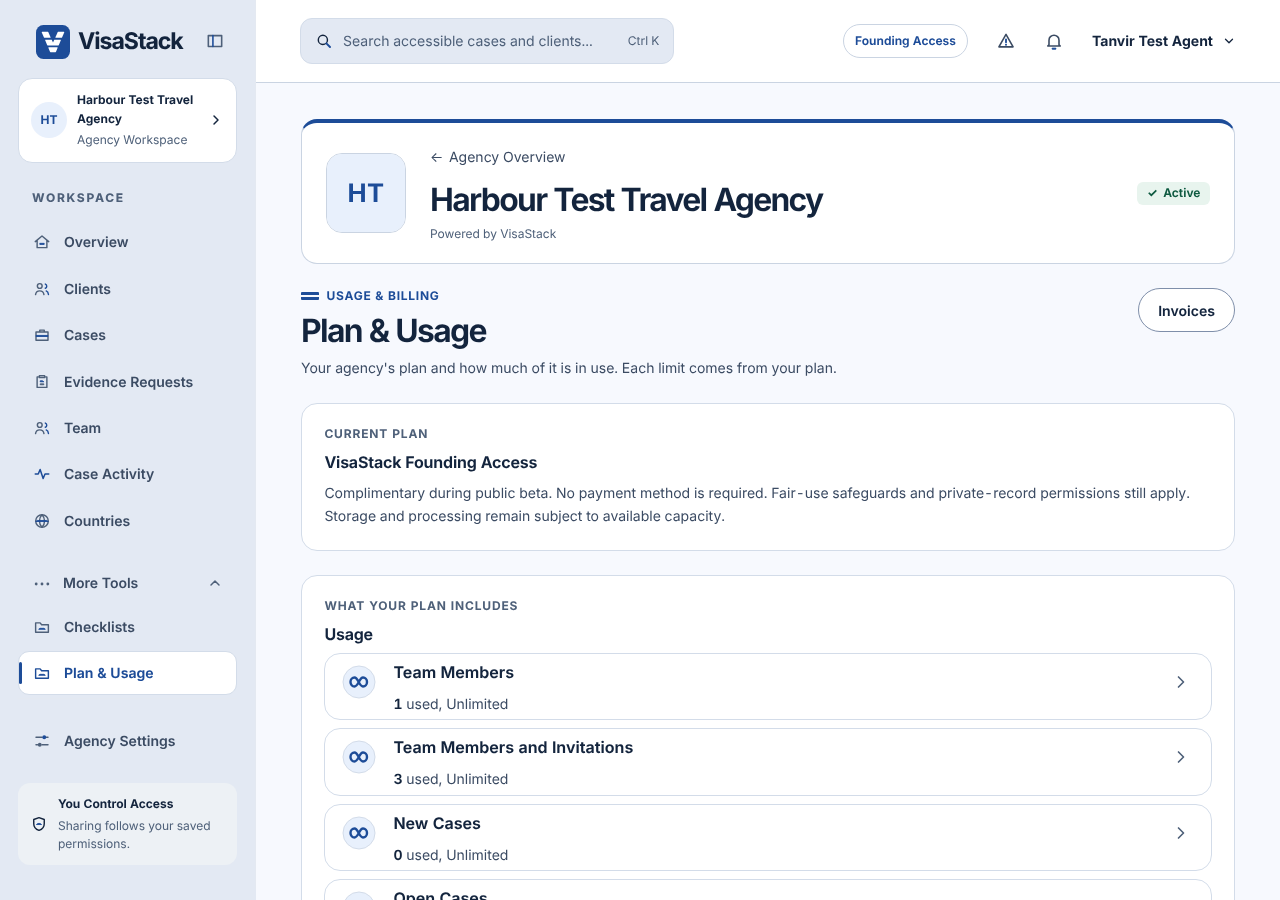 VisaStack
Search accessible cases and clients...
Ctrl K
Founding Access
Tanvir Test Agent
HT
Harbour Test Travel
Agency
Agency Workspace
WORKSPACE
Overview
Clients
Cases
Evidence Requests
Team
Case Activity
Countries
More Tools
Checklists
Plan & Usage
Agency Settings
You Control Access
Sharing follows your saved
permissions.
HT
← Agency Overview
Harbour Test Travel Agency
Powered by VisaStack
Active
USAGE & BILLING
Plan & Usage
Your agency's plan and how much of it is in use. Each limit comes from your plan.
Invoices
CURRENT PLAN
VisaStack Founding Access
Complimentary during public beta. No payment method is required. Fair-use safeguards and private-record permissions still apply.
Storage and processing remain subject to available capacity.
WHAT YOUR PLAN INCLUDES
Usage
Team Members
1 used, Unlimited
Team Members and Invitations
3 used, Unlimited
New Cases
0 used, Unlimited
Open Cases